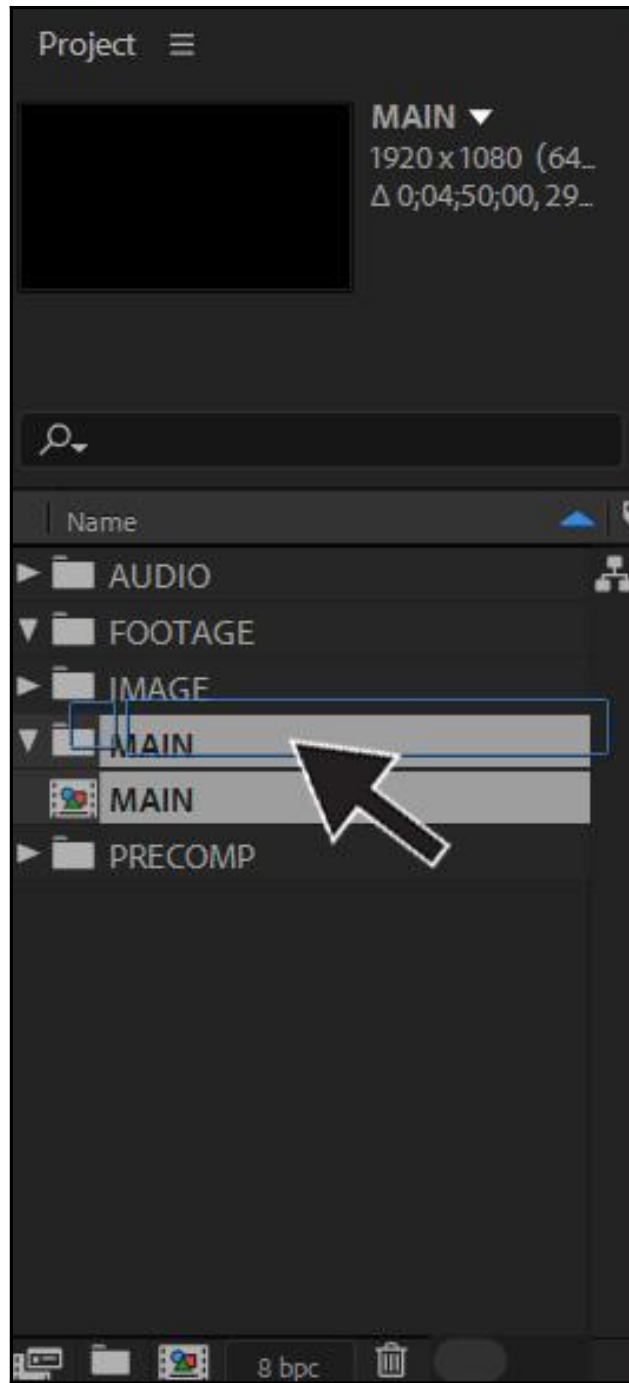 Project
MAIN
1920 x 1080 (64...
Δ 0;04;50;00, 29...
Name
AUDIO
FOOTAGE
IMAGE
MAIN
MAIN
PRECOMP
8 bpc